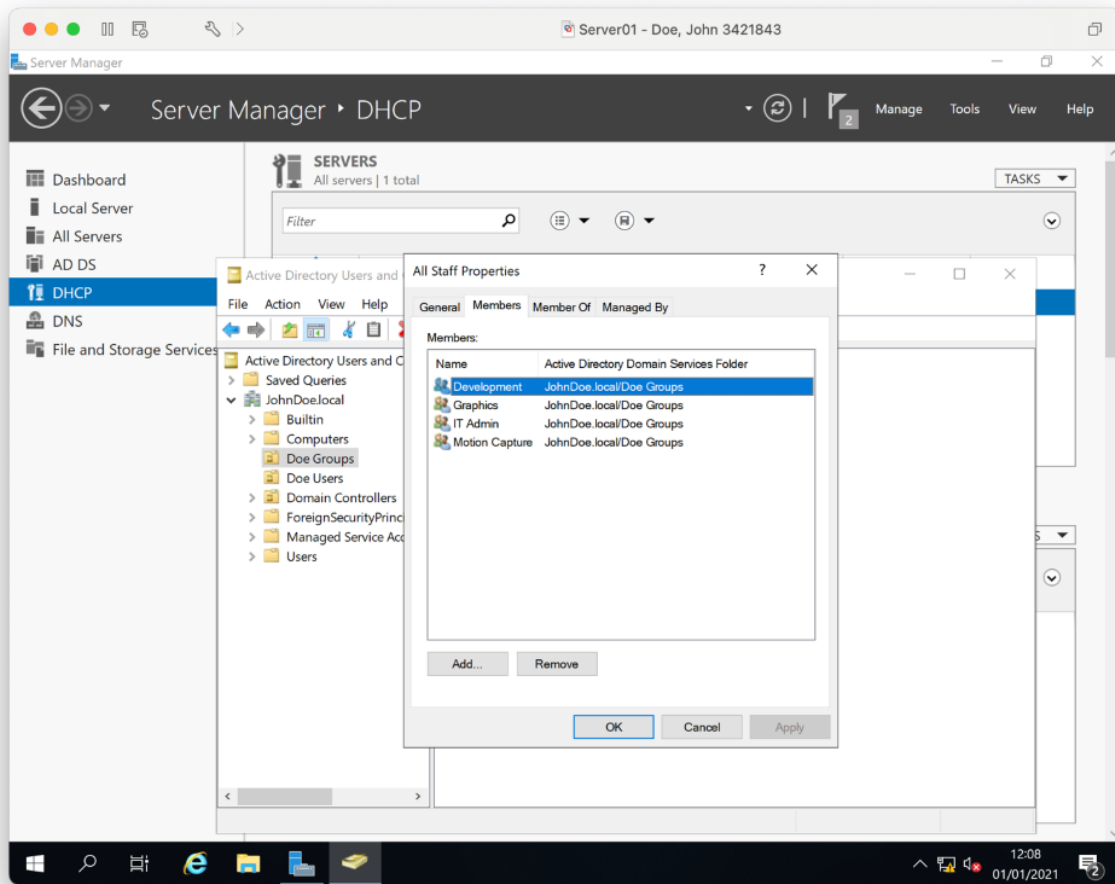 Server01 - Doe, John 3421843
Server Manager
Server Manager ‣ DHCP
2
Manage
Tools
View
Help
Dashboard
Local Server
All Servers
AD DS
DHCP
DNS
File and Storage Services
SERVERS
All servers | 1 total
TASKS
Filter
Active Directory Users and
File Action View Help
Active Directory Users and C
Saved Queries
JohnDoe.local
Builtin
Computers
Doe Groups
Doe Users
Domain Controllers
ForeignSecurityPrinci
Managed Service Acc
Users
All Staff Properties
?
General Members Member Of Managed By
Members:
Name Active Directory Domain Services Folder
Development JohnDoe.local/Doe Groups
Graphics JohnDoe.local/Doe Groups
IT Admin JohnDoe.local/Doe Groups
Motion Capture JohnDoe.local/Doe Groups
Add... Remove
OK Cancel Apply
S
12:08
01/01/2021
2